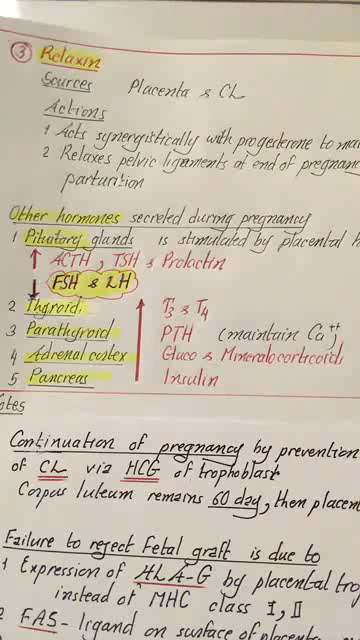 ③ Relaxin
Sources Placenta & CL
Actions
1 Acts synergistically with progesterone to
2 Relaxes pelvic ligaments at end of
parturition
Other hormones secreted during pregnancy
1 Pituitary glands is stimulated by placental
↑ ACTH, TSH & Prolactin
↓ FSH & LH
2 Thyroid ↑ T3 & T4
3 Parathyroid PTH (maintain Ca++)
4 Adrenal cortex Gluco & Mineralocorticoid
5 Pancreas Insulin
Continuation of pregnancy by prevention
of CL via HCG of trophoblast
Corpus luteum remains 60 day, then
Failure to reject Fetal graft is due to
1 Expression of HLA-G by placental
instead of MHC class I, II
2 FAS-ligand on surface of